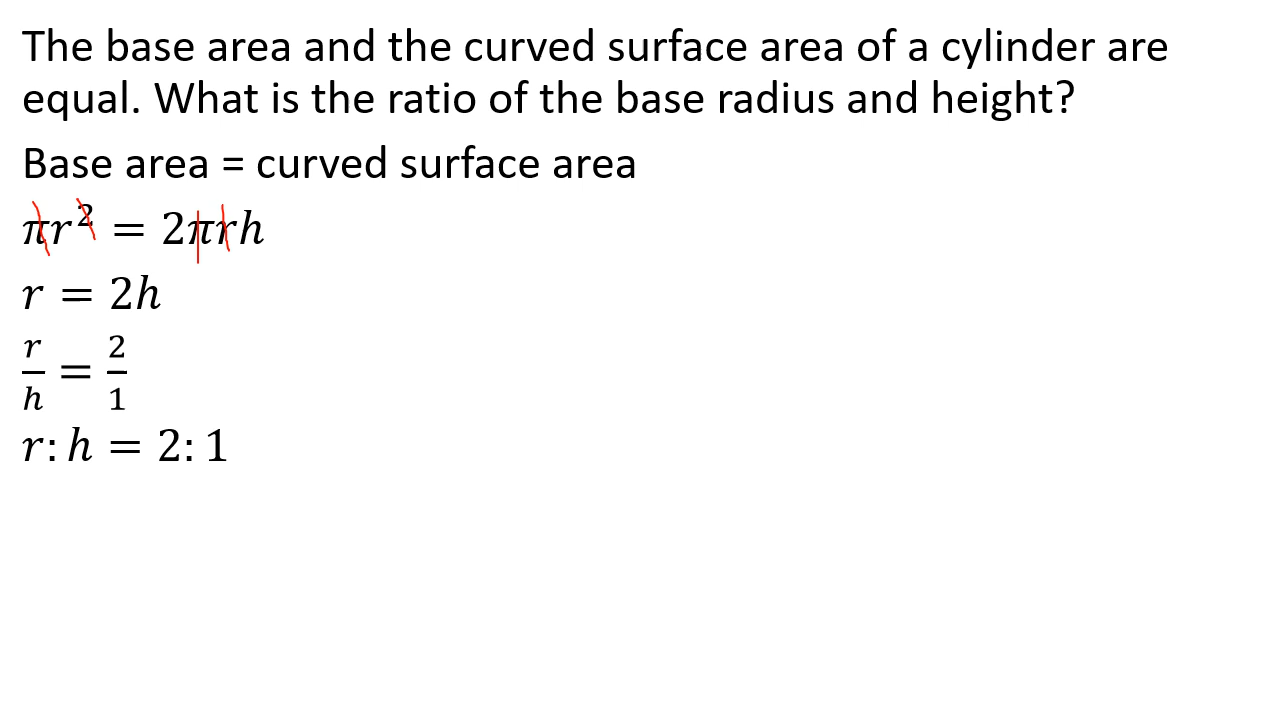 The base area and the curved surface area of a cylinder are
equal. What is the ratio of the base radius and height?
Base area = curved surface area
πr² = 2πrh
r = 2h
r/h = 2/1
r: h = 2: 1